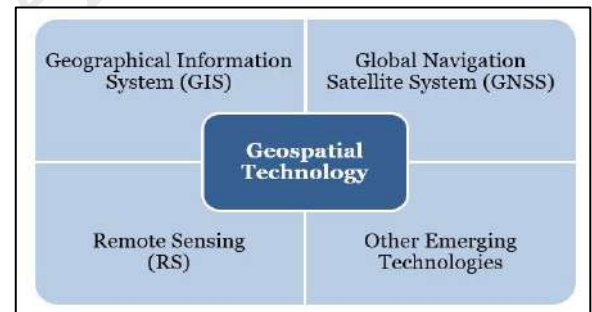 Geographical Information
System (GIS)
Global Navigation
Satellite System (GNSS)
Geospatial
Technology
Remote Sensing
(RS)
Other Emerging
Technologies